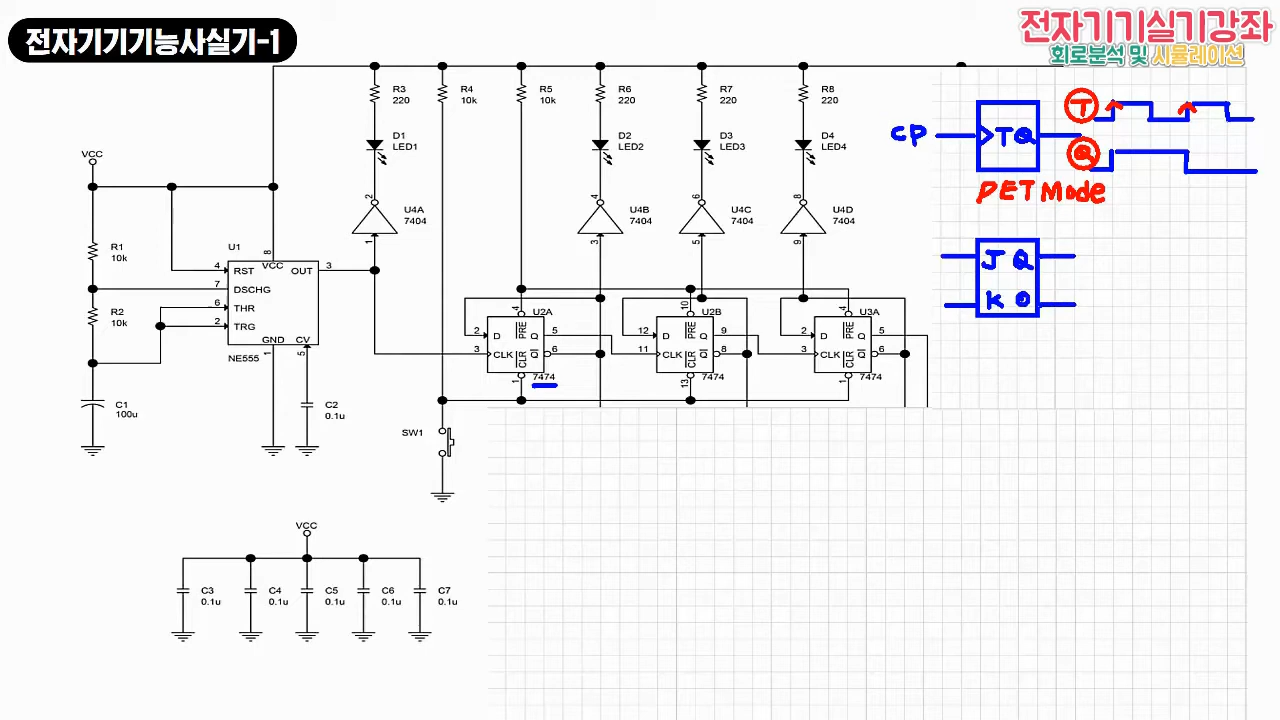 전자기기기능사실기-1
전자기기실기강좌
회로분석 및 시뮬레이션
R3
220
R4
10k
R5
10k
R6
220
R7
220
R8
220
D1
LED1
D2
LED2
D3
LED3
D4
LED4
VCC
2
U4A
7404
1
4
U4B
7404
3
6
U4C
7404
5
8
U4D
7404
9
R1
10k
R2
10k
C1
100u
U1
8
VCC
4
RST
OUT
3
7
DSCHG
6
THR
2
TRG
GND
CV
1
5
NE555
C2
0.1u
4
U2A
PRE
2
D
Q
5
3
CLK
CLR
Q
6
1
7474
10
U2B
PRE
12
D
Q
9
11
CLK
CLR
Q
8
13
7474
4
U3A
PRE
2
D
Q
5
3
CLK
CLR
Q
6
1
7474
SW1
VCC
C3
0.1u
C4
0.1u
C5
0.1u
C6
0.1u
C7
0.1u
CP
T Q
T
Q
PET Mode
J Q
K Q